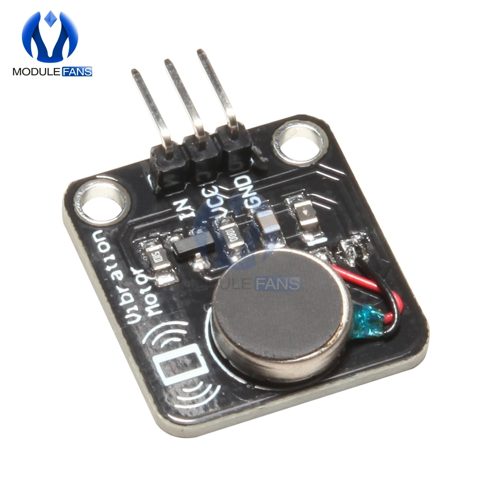 MODULEFANS
IN
VCC
GND
Vibration
Motor
MODULEFANS